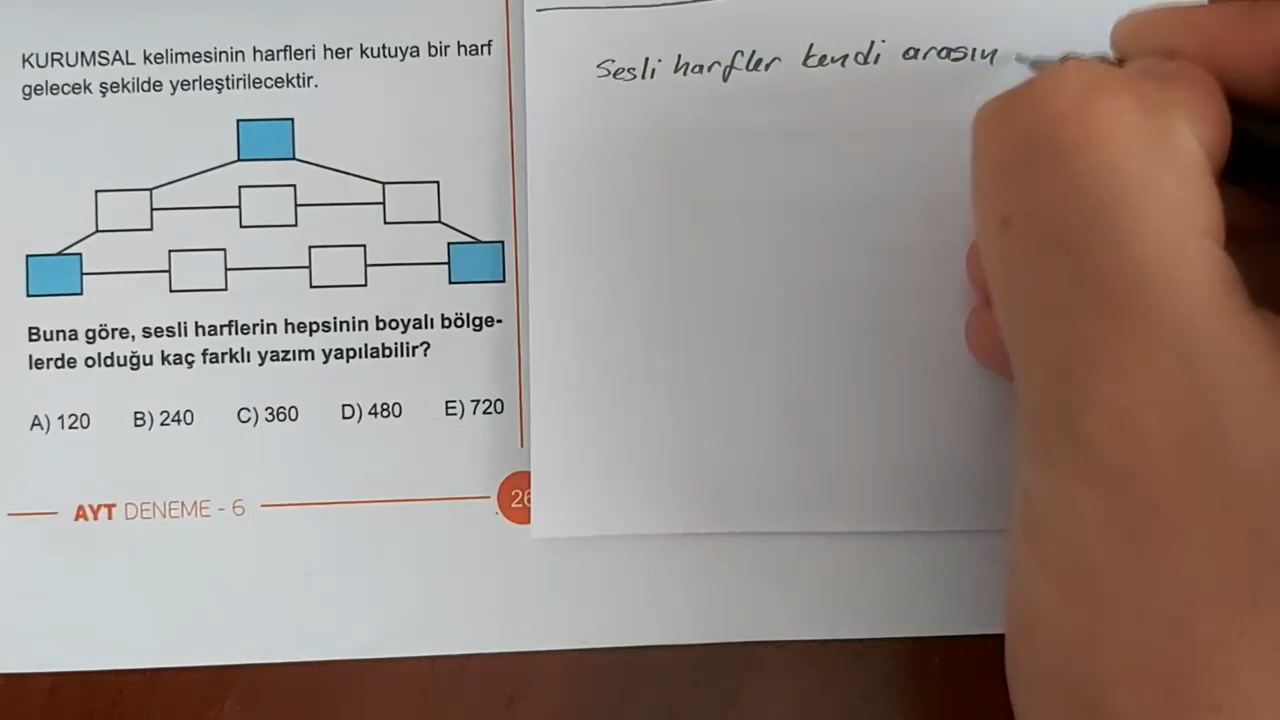 KURUMSAL kelimesinin harfleri her kutuya bir harf
gelecek şekilde yerleştirilecektir.
Buna göre, sesli harflerin hepsinin boyalı bölge-
lerde olduğu kaç farklı yazım yapılabilir?
A) 120 B) 240 C) 360 D) 480 E) 720
AYT DENEME - 6
26
Sesli harfler kendi arasın